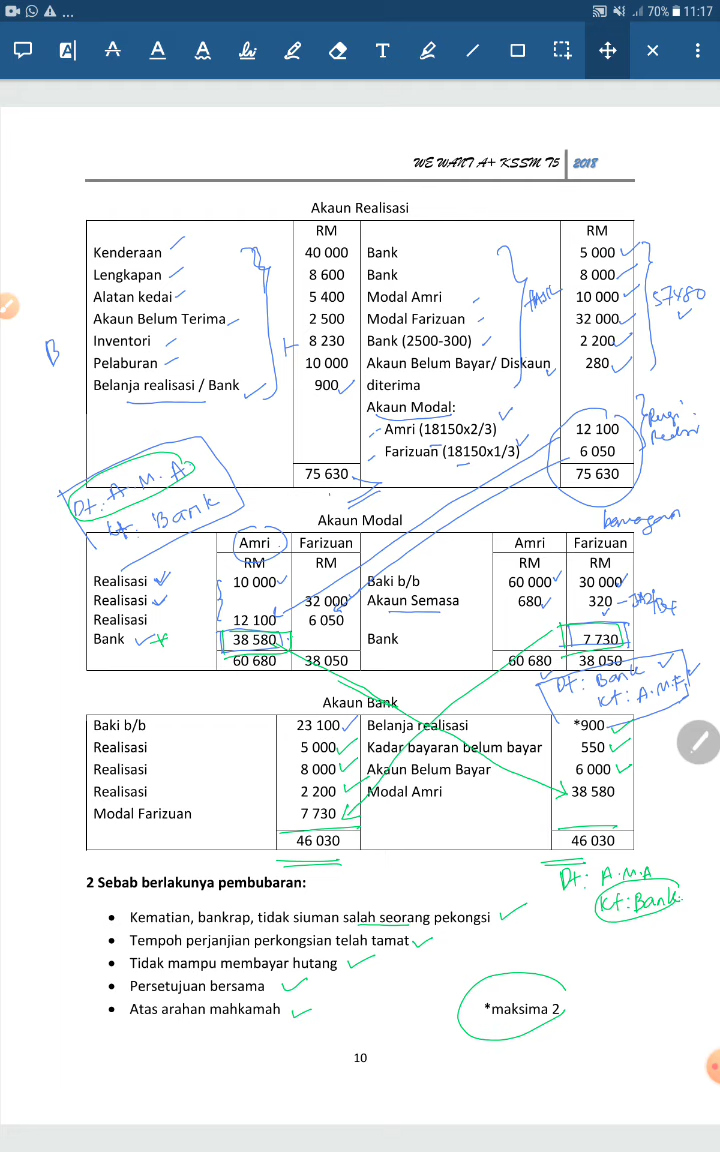 ... 70% 11:17
WE WANT A+ KSSM T5 2018
Akaun Realisasi
RM RM
Kenderaan 40 000 Bank 5 000
Lengkapan 8 600 Bank 8 000
Alatan kedai 5 400 Modal Amri 10 000 57480
Akaun Belum Terima 2 500 Modal Farizuan 32 000
Inventori 8 230 Bank (2500-300) 2 200
B
Pelaburan 10 000 Akaun Belum Bayar/ Diskaun 280
Belanja realisasi / Bank 900 diterima
Akaun Modal:
Amri (18150x2/3) 12 100 Rugi
Farizuan (18150x1/3) 6 050
75 630 75 630
Dt: A.M.A
Kt: Bank
Akaun Modal
Amri Farizuan Amri Farizuan
RM RM RM RM
Realisasi 10 000 Baki b/b 60 000 30 000
Realisasi 32 000 Akaun Semasa 680 320
Realisasi 12 100 6 050
Bank 38 580 Bank 7 730
60 680 38 050 60 680 38 050
Dt: Bank
Kt: A.M.F
Akaun Bank
Baki b/b 23 100 Belanja realisasi *900
Realisasi 5 000 Kadar bayaran belum bayar 550
Realisasi 8 000 Akaun Belum Bayar 6 000
Realisasi 2 200 Modal Amri 38 580
Modal Farizuan 7 730
46 030 46 030
Dt: A.M.A
Kt: Bank
2 Sebab berlakunya pembubaran:
• Kematian, bankrap, tidak siuman salah seorang pekongsi
• Tempoh perjanjian perkongsian telah tamat
• Tidak mampu membayar hutang
• Persetujuan bersama
• Atas arahan mahkamah *maksima 2
10